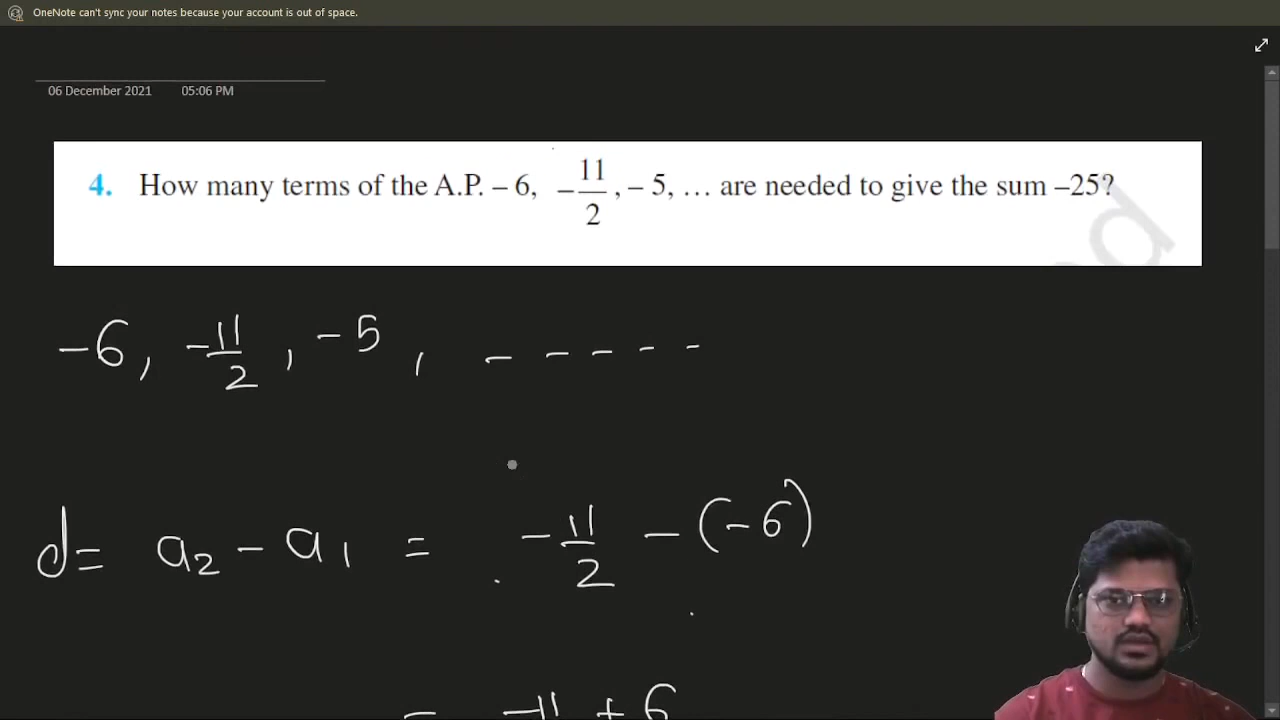 OneNote can't sync your notes because your account is out of space.
06 December 2021 05:06 PM
4. How many terms of the A.P. – 6, –11/2, – 5, … are needed to give the sum –25?
-6, -11/2, -5, - - - - -
d= a₂ - a₁ = -11/2 - (-6)
= -11 + 6